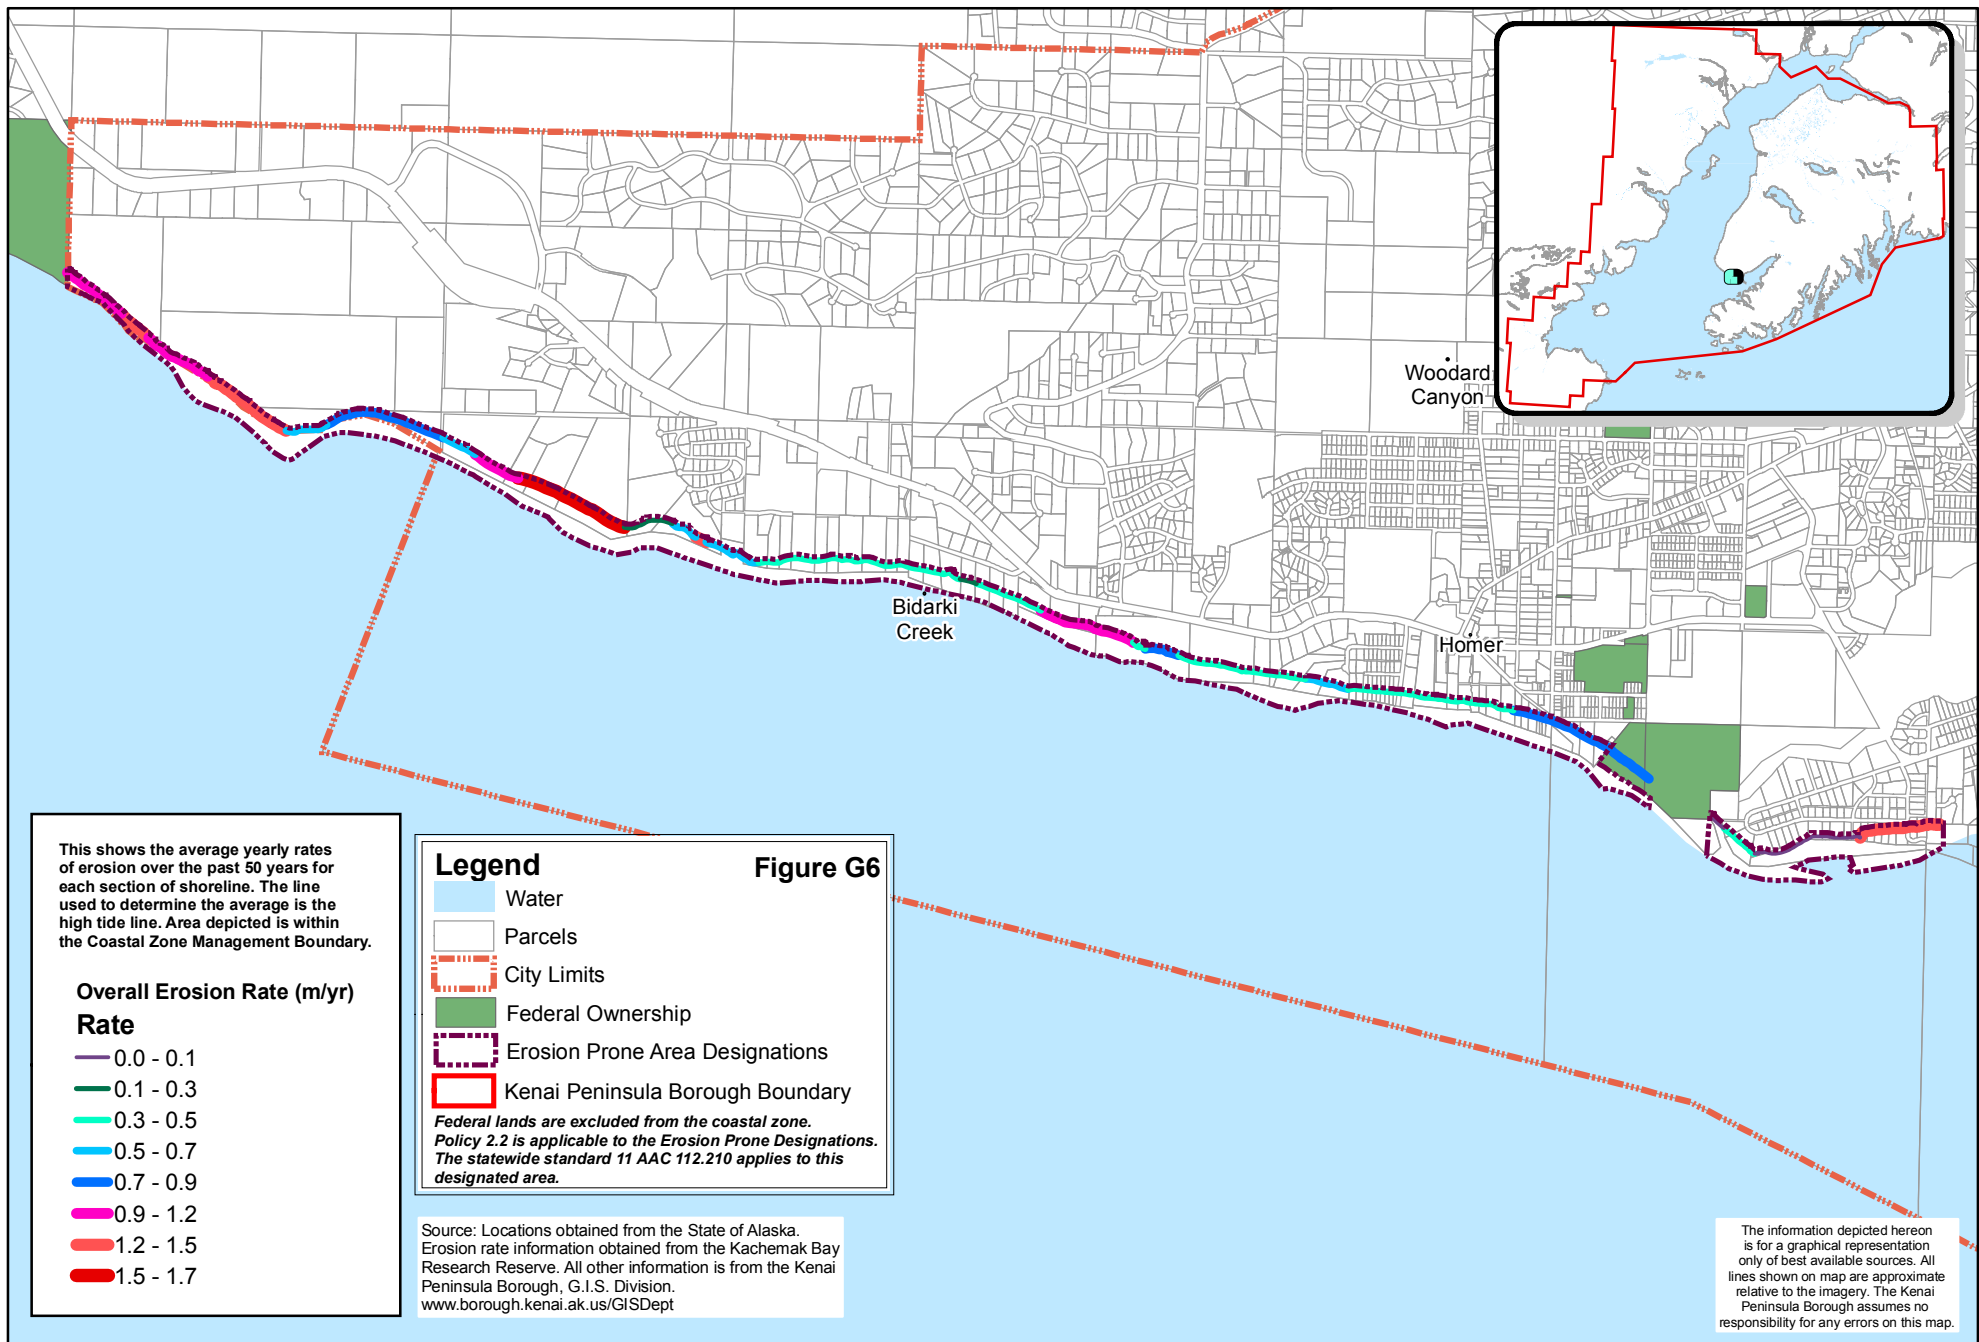 Woodard
Canyon
Bidarki
Creek
Homer
This shows the average yearly rates
of erosion over the past 50 years for
each section of shoreline. The line
used to determine the average is the
high tide line. Area depicted is within
the Coastal Zone Management Boundary.
Overall Erosion Rate (m/yr)
Rate
0.0 - 0.1
0.1 - 0.3
0.3 - 0.5
0.5 - 0.7
0.7 - 0.9
0.9 - 1.2
1.2 - 1.5
1.5 - 1.7
Legend
Figure G6
Water
Parcels
City Limits
Federal Ownership
Erosion Prone Area Designations
Kenai Peninsula Borough Boundary
Federal lands are excluded from the coastal zone.
Policy 2.2 is applicable to the Erosion Prone Designations.
The statewide standard 11 AAC 112.210 applies to this
designated area.
Source: Locations obtained from the State of Alaska.
Erosion rate information obtained from the Kachemak Bay
Research Reserve. All other information is from the Kenai
Peninsula Borough, G.I.S. Division.
www.borough.kenai.ak.us/GISDept
The information depicted hereon
is for a graphical representation
only of best available sources. All
lines shown on map are approximate
relative to the imagery. The Kenai
Peninsula Borough assumes no
responsibility for any errors on this map.